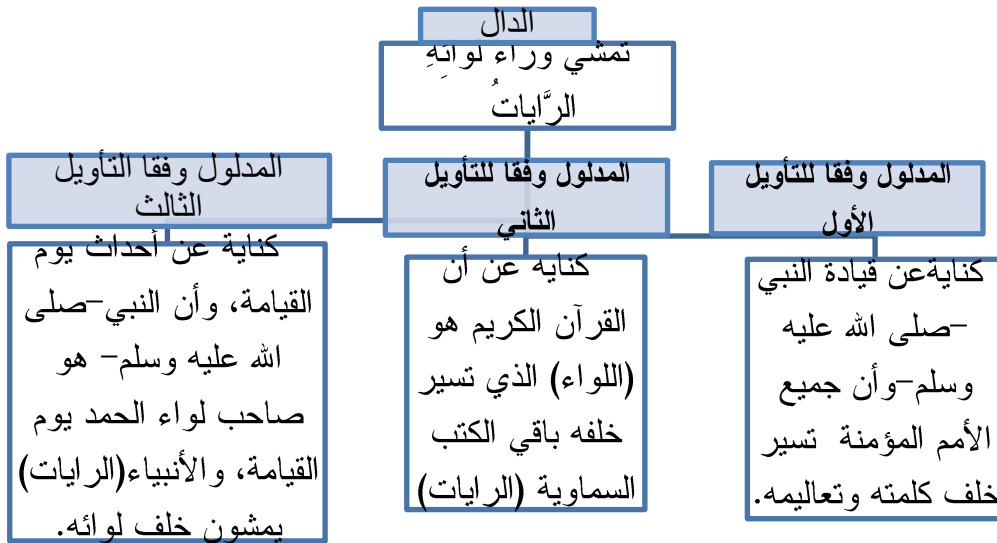 الدال
تمشي وراء لوائِهِ
الرَّاياتُ
المدلول وفقا للتأويل
الأول
كنايةعن قيادة النبي
–صلى الله عليه
وسلم–وأن جميع
الأمم المؤمنة تسير
خلف كلمته وتعاليمه.
المدلول وفقا للتأويل
الثاني
كنايه عن أن
القرآن الكريم هو
(اللواء) الذي تسير
خلفه باقي الكتب
السماوية (الرايات)
المدلول وفقا التأويل
الثالث
كناية عن أحداث يوم
القيامة، وأن النبي–صلى
الله عليه وسلم– هو
صاحب لواء الحمد يوم
القيامة، والأنبياء(الرايات)
يمشون خلف لوائه.